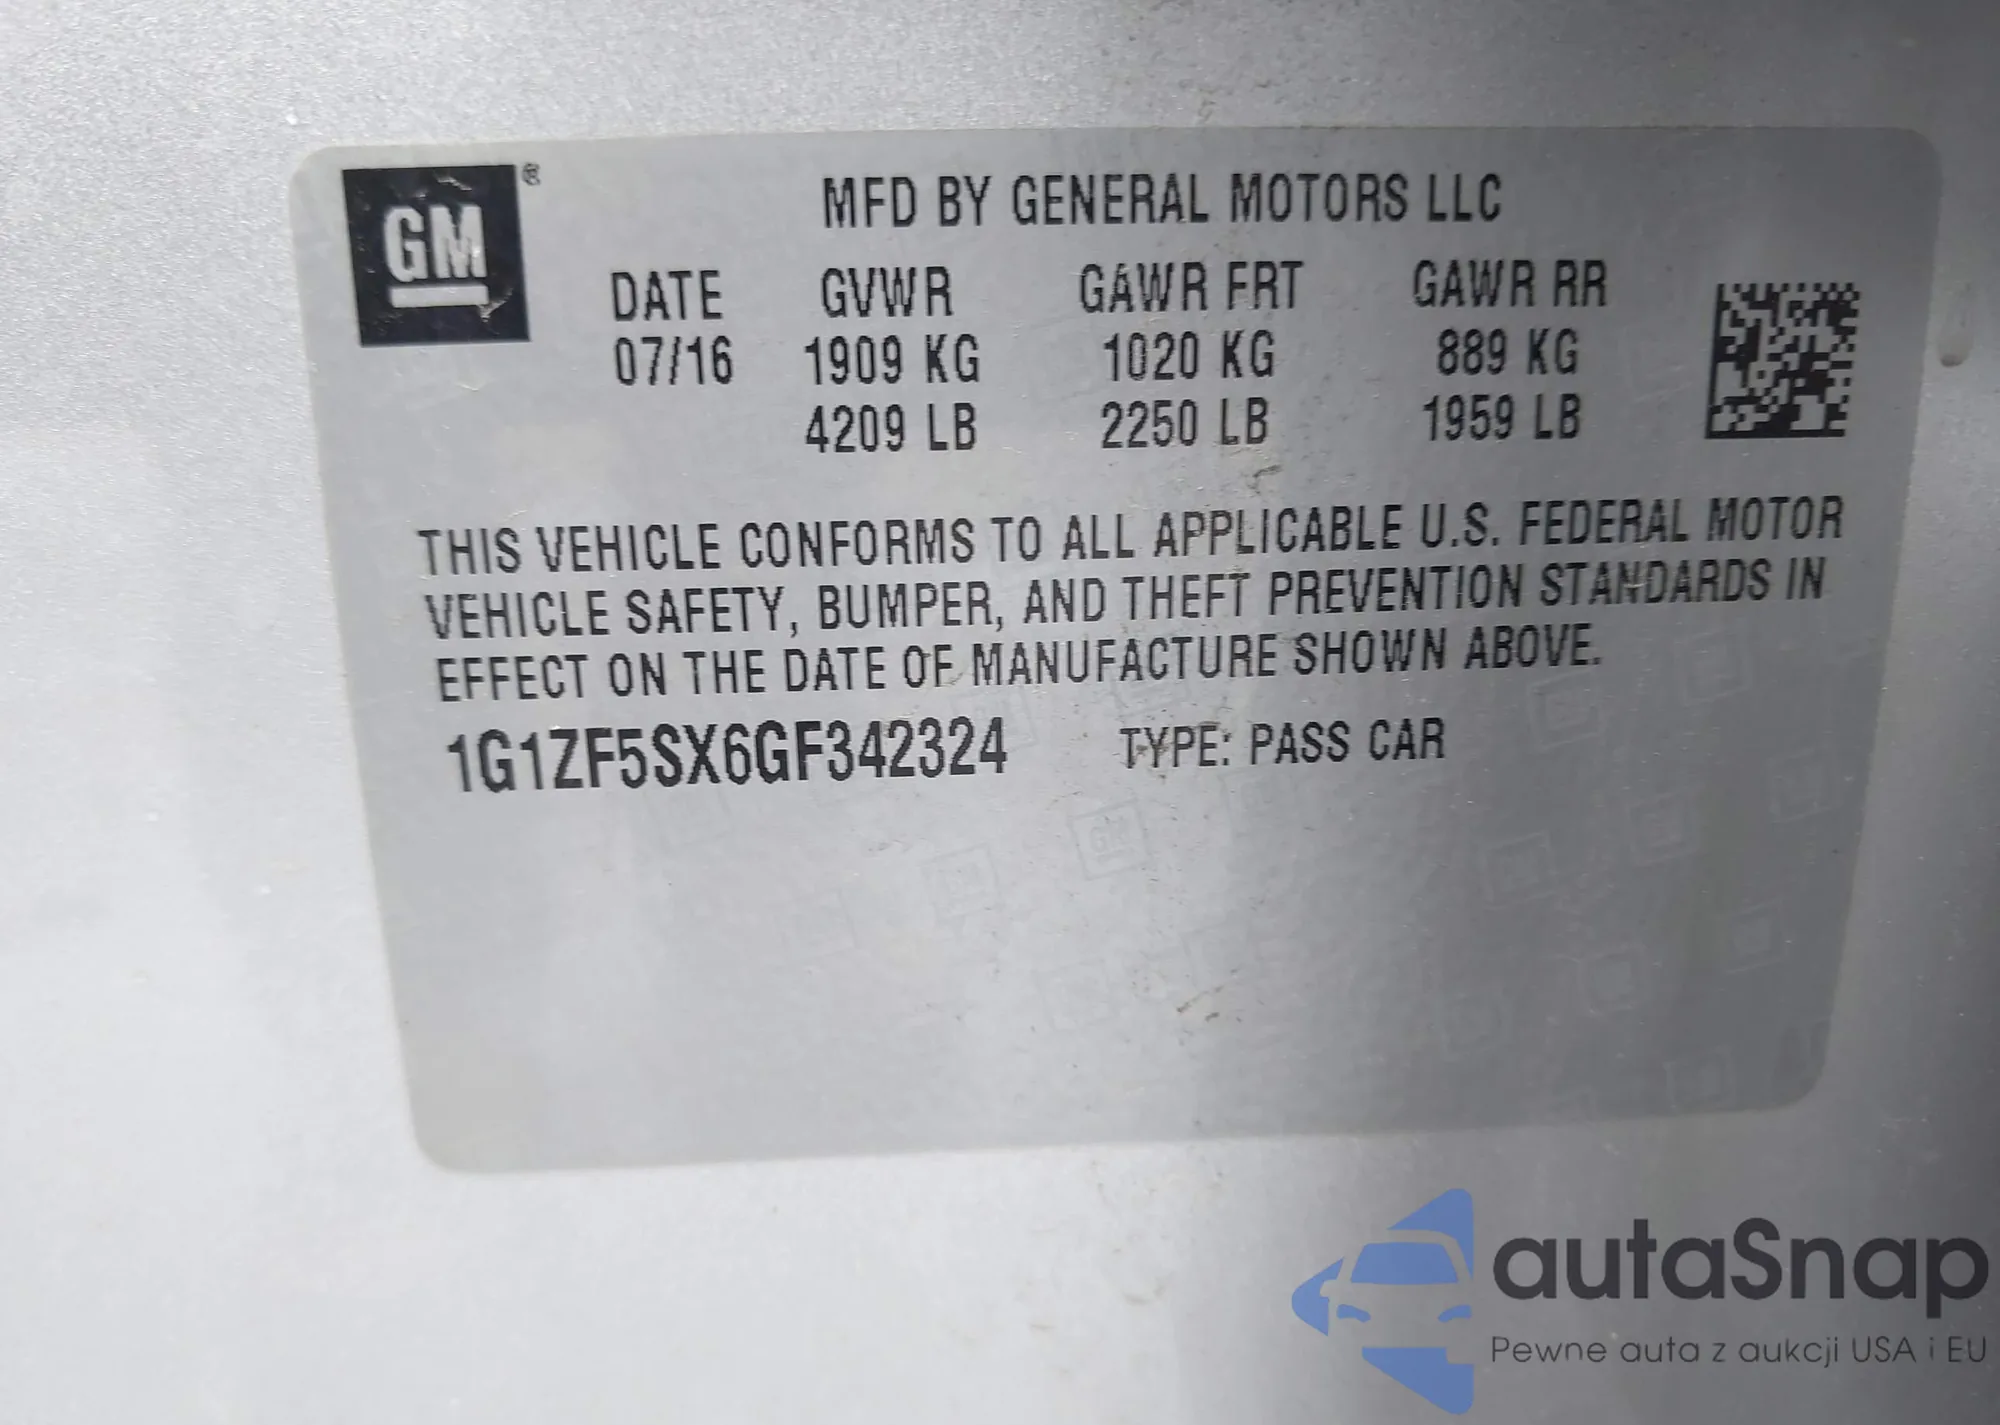 GM®
MFD BY GENERAL MOTORS LLC
DATE GVWR GAWR FRT GAWR RR
07/16 1909 KG 1020 KG 889 KG
4209 LB 2250 LB 1959 LB
THIS VEHICLE CONFORMS TO ALL APPLICABLE U.S. FEDERAL MOTOR
VEHICLE SAFETY, BUMPER, AND THEFT PREVENTION STANDARDS IN
EFFECT ON THE DATE OF MANUFACTURE SHOWN ABOVE.
1G1ZF5SX6GF342324 TYPE: PASS CAR
autaSnap
Pewne auta z aukcji USA i EU